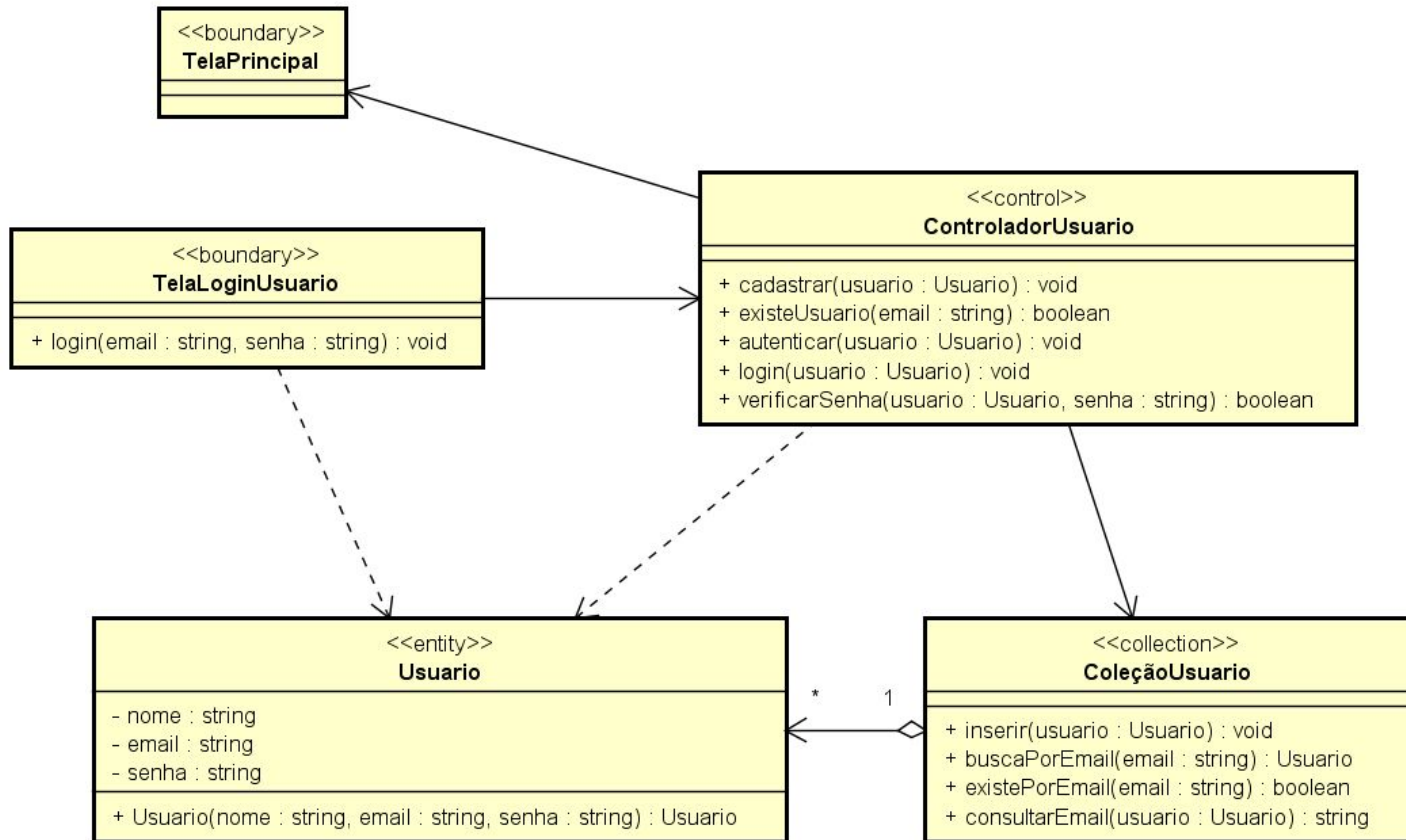 <<boundary>>
TelaPrincipal
<<control>>
ControladorUsuario
+ cadastrar(usuario : Usuario) : void
+ existeUsuario(email : string) : boolean
+ autenticar(usuario : Usuario) : void
+ login(usuario : Usuario) : void
+ verificarSenha(usuario : Usuario, senha : string) : boolean
<<boundary>>
TelaLoginUsuario
+ login(email : string, senha : string) : void
<<entity>>
Usuario
- nome : string
- email : string
- senha : string
+ Usuario(nome : string, email : string, senha : string) : Usuario
* 1
<<collection>>
ColeçãoUsuario
+ inserir(usuario : Usuario) : void
+ buscaPorEmail(email : string) : Usuario
+ existePorEmail(email : string) : boolean
+ consultarEmail(usuario : Usuario) : string